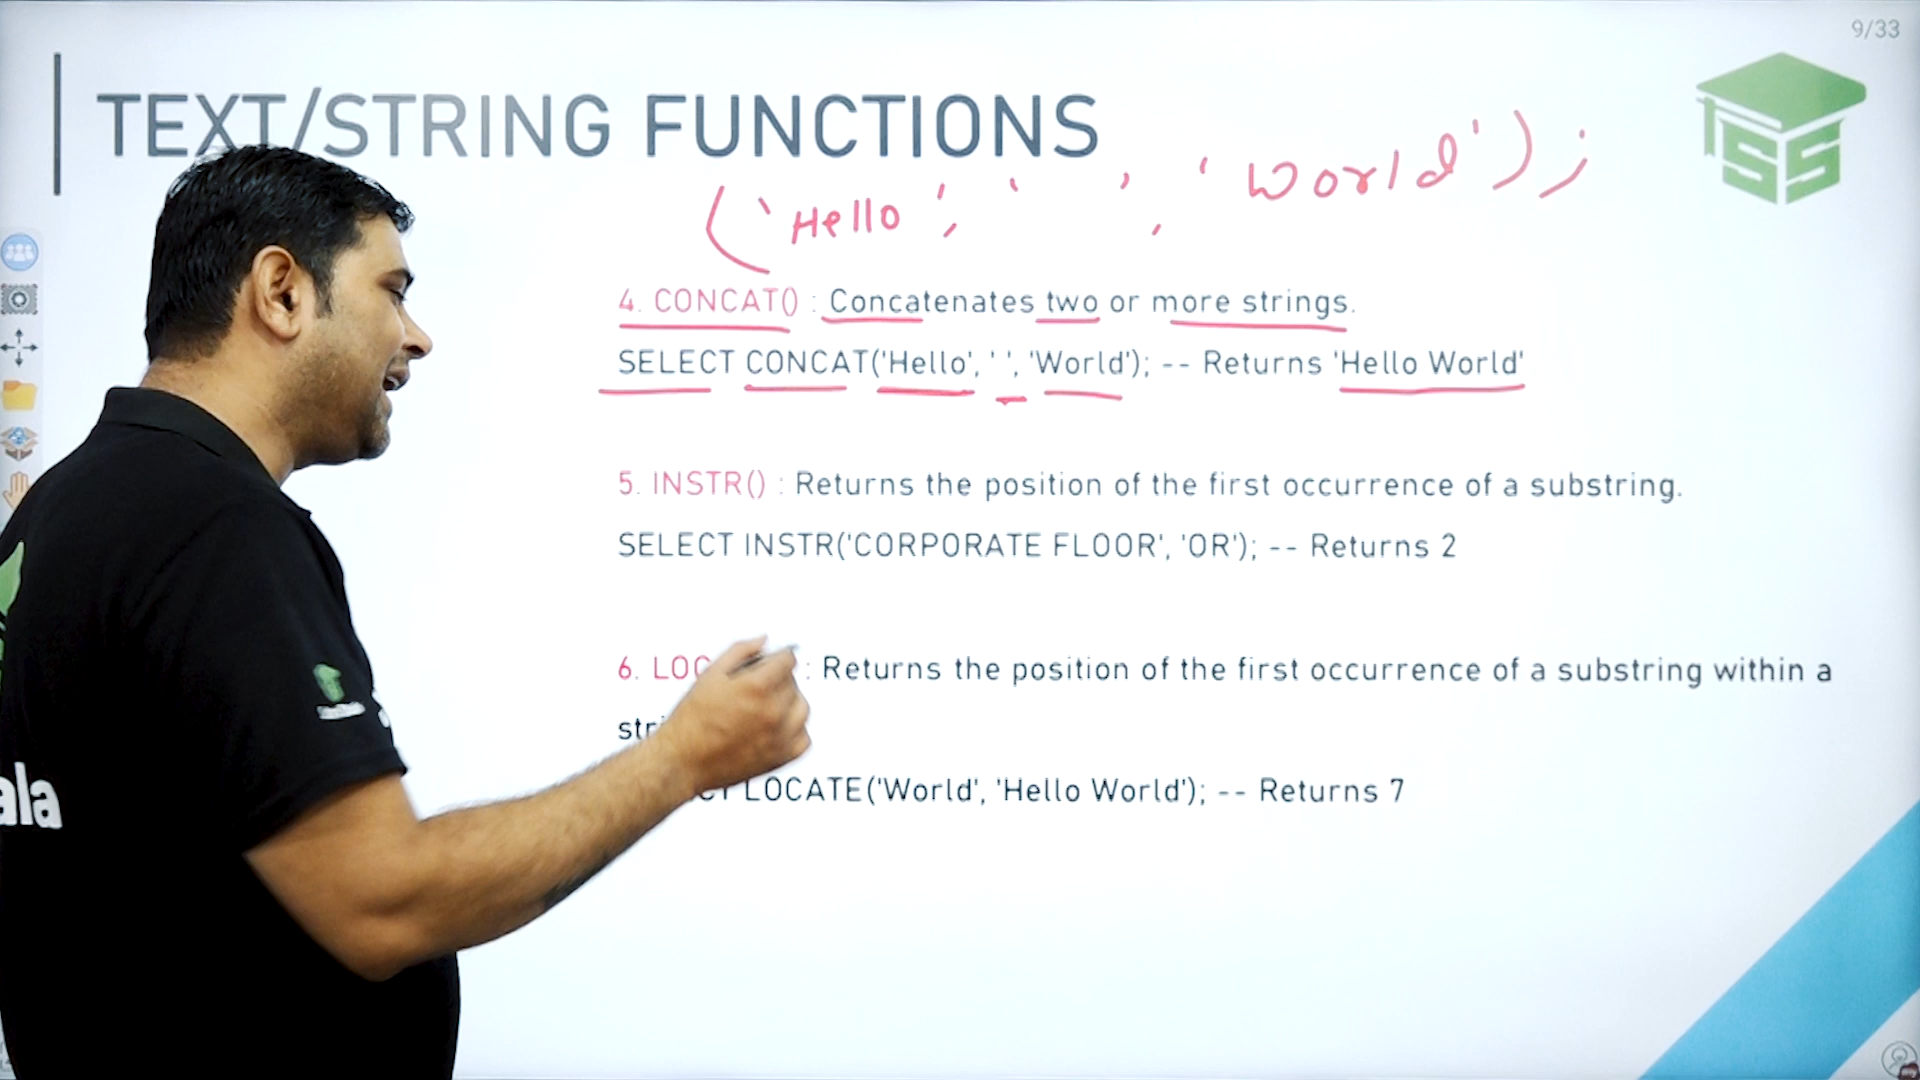 9/33
TEXT/STRING FUNCTIONS
SS
('Hello', ' ', 'World');
4. CONCAT() : Concatenates two or more strings.
SELECT CONCAT('Hello', ' ', 'World'); -- Returns 'Hello World'
5. INSTR() : Returns the position of the first occurrence of a substring.
SELECT INSTR('CORPORATE FLOOR', 'OR'); -- Returns 2
6. : Returns the position of the first occurrence of a substring within a
LOCATE('World', 'Hello World'); -- Returns 7
ala